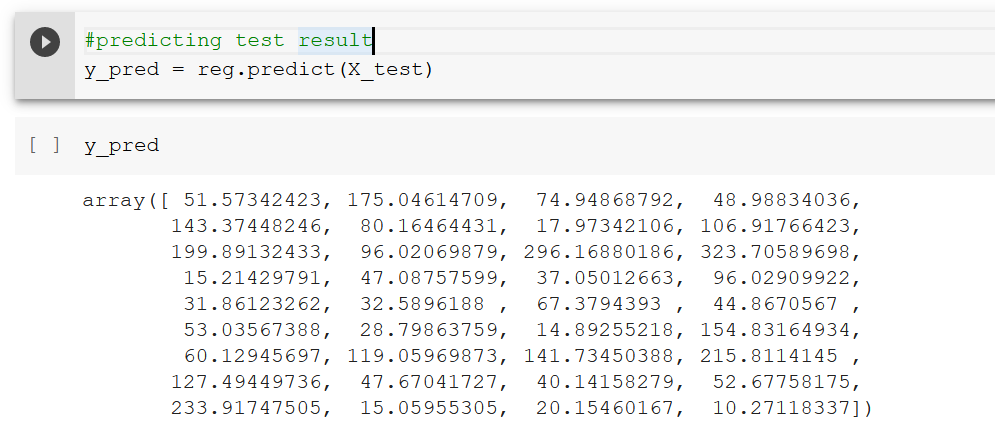 #predicting test result
y_pred = reg.predict(X_test)
[ ] y_pred
array([ 51.57342423, 175.04614709,  74.94868792,  48.98834036,
       143.37448246,  80.16464431,  17.97342106, 106.91766423,
       199.89132433,  96.02069879, 296.16880186, 323.70589698,
        15.21429791,  47.08757599,  37.05012663,  96.02909922,
        31.86123262,  32.5896188 ,  67.3794393 ,  44.8670567 ,
        53.03567388,  28.79863759,  14.89255218, 154.83164934,
        60.12945697, 119.05969873, 141.73450388, 215.8114145 ,
       127.49449736,  47.67041727,  40.14158279,  52.67758175,
       233.91747505,  15.05955305,  20.15460167,  10.27118337])